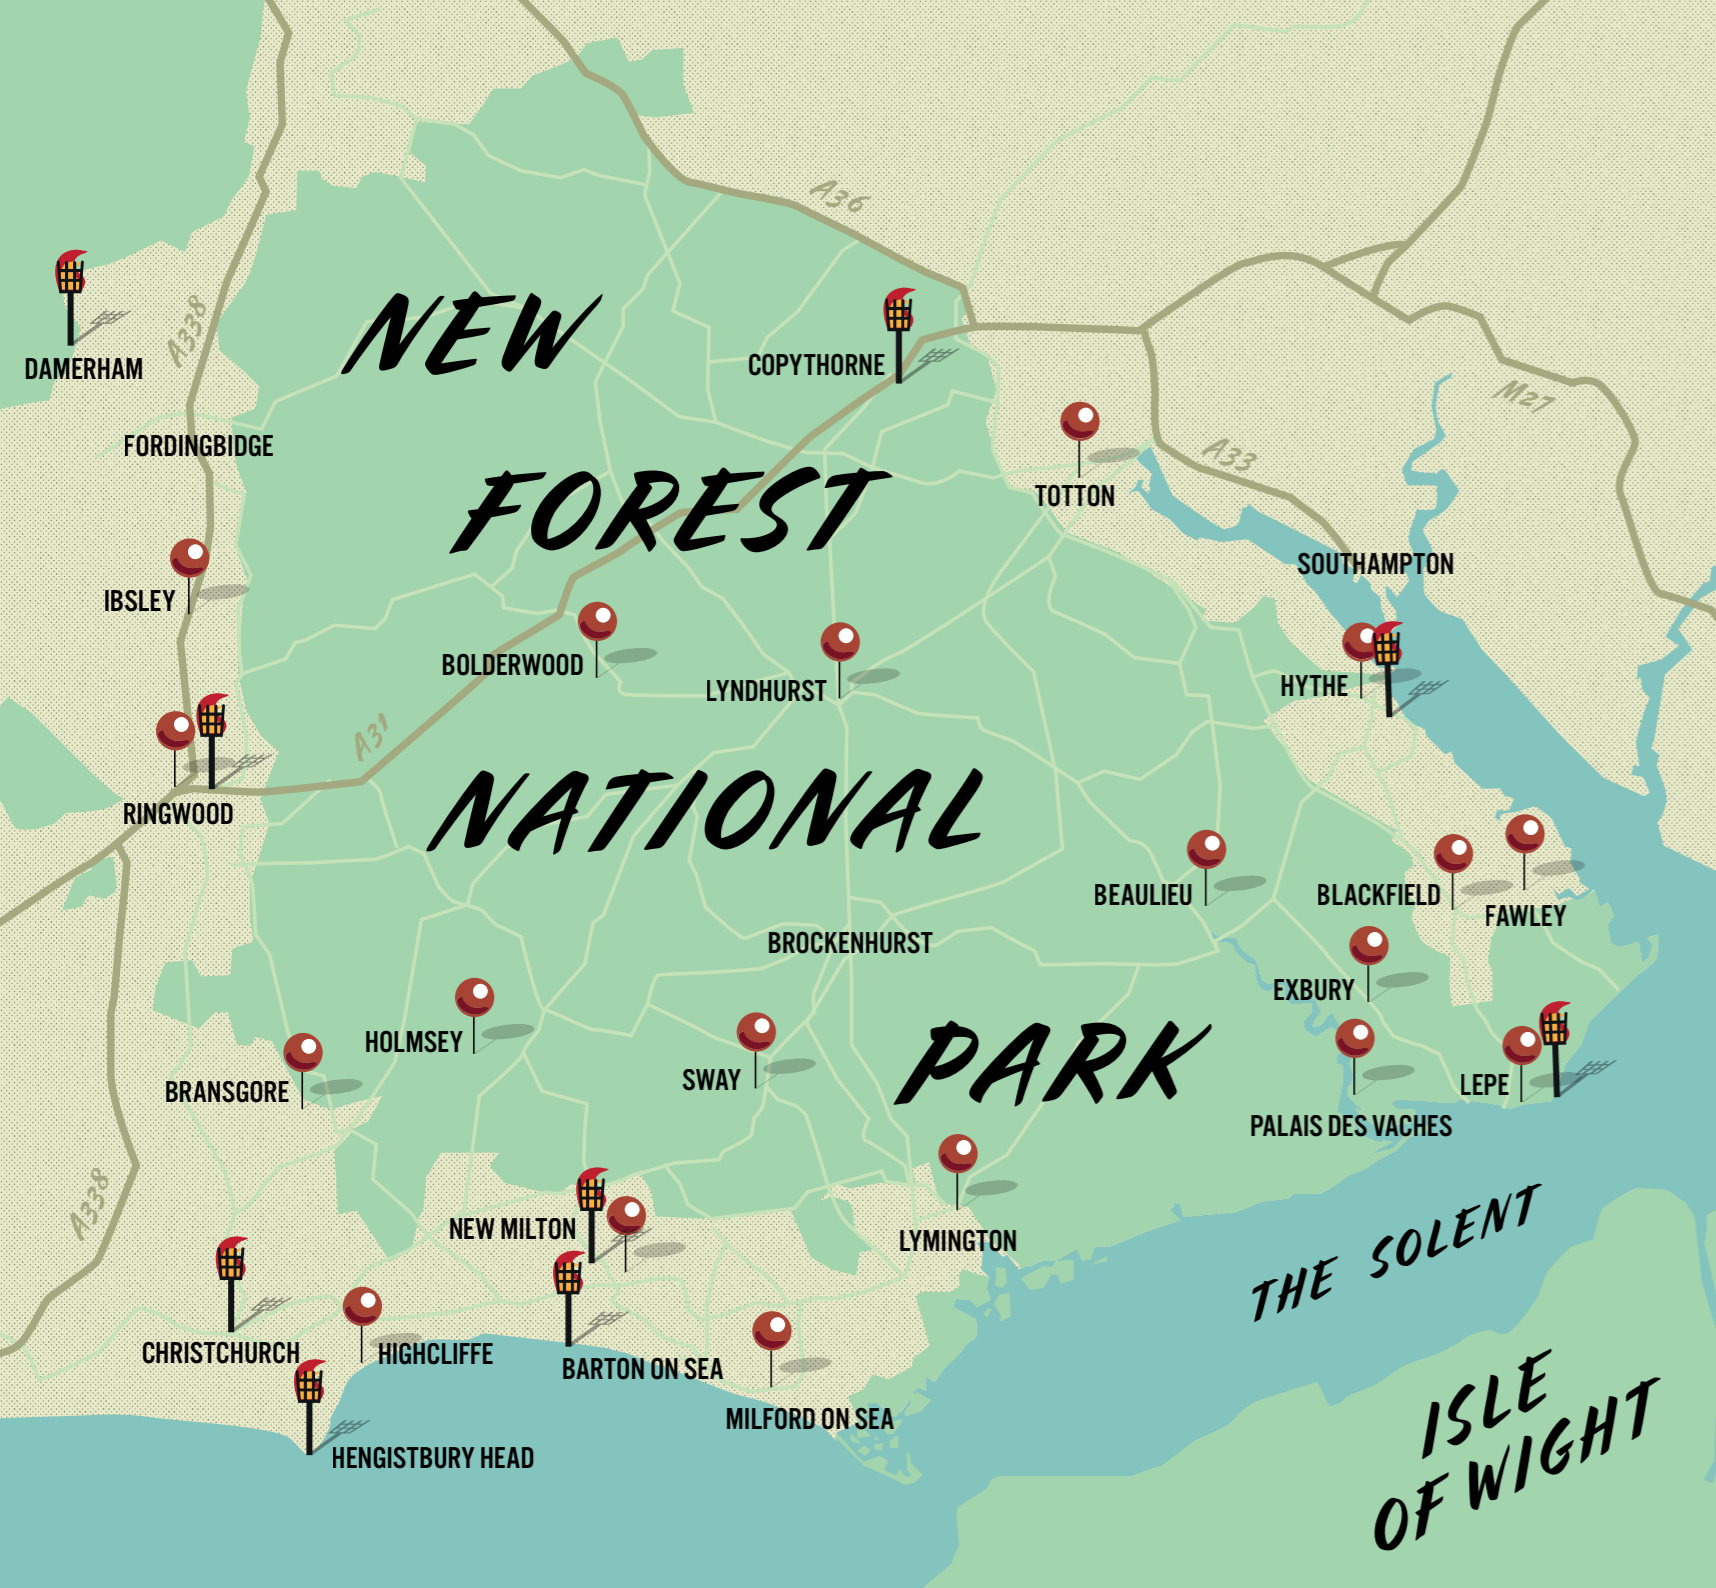 A36
NEW
A338
COPYTHORNE
DAMERHAM
M27
FORDINGBIDGE
A33
TOTTON
FOREST
SOUTHAMPTON
IBSLEY
BOLDERWOOD
LYNDHURST
HYTHE
A31
RINGWOOD
NATIONAL
BEAULIEU
BLACKFIELD
FAWLEY
BROCKENHURST
EXBURY
HOLMSEY
SWAY
PARK
BRANSGORE
LEPE
PALAIS DES VACHES
A338
NEW MILTON
LYMINGTON
THE SOLENT
CHRISTCHURCH
HIGHCLIFFE
BARTON ON SEA
MILFORD ON SEA
HENGISTBURY HEAD
ISLE
OF WIGHT